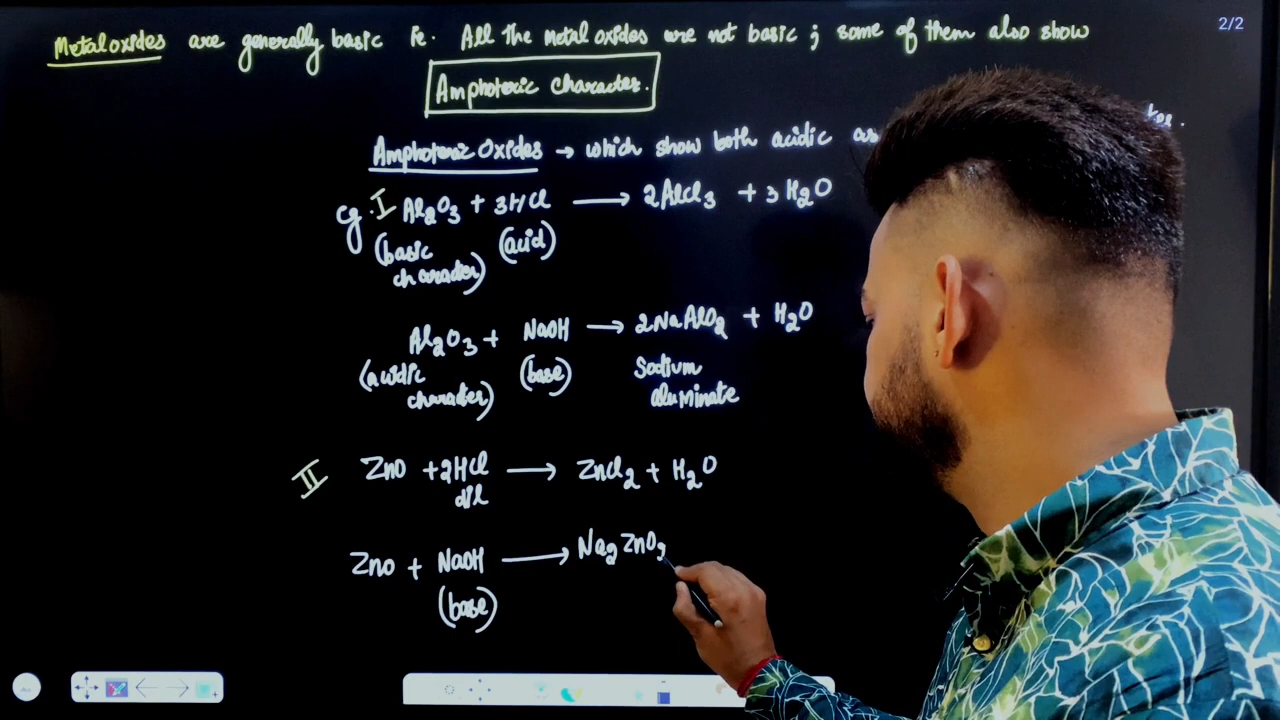 2/2
Metal oxides are generally basic ie. All the metal oxides are not basic ; some of them also show
Amphoteric character.
Amphoteric Oxides → which show both acidic as
eg. I Al2O3 + 3HCl → 2AlCl3 + 3H2O
(basic character) (acid)
Al2O3 + NaOH → 2NaAlO2 + H2O
(acidic character) (base) Sodium aluminate
II ZnO + 2HCl → ZnCl2 + H2O
dil
ZnO + NaOH → Na2ZnO2
(base)